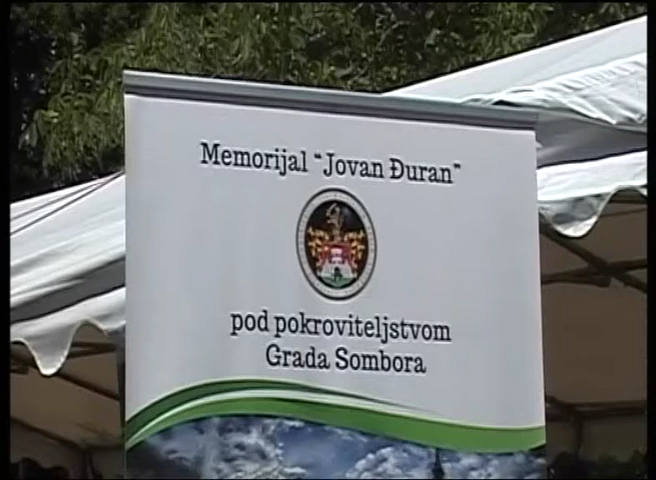 Memorijal “Jovan Đuran”
pod pokroviteljstvom
Grada Sombora